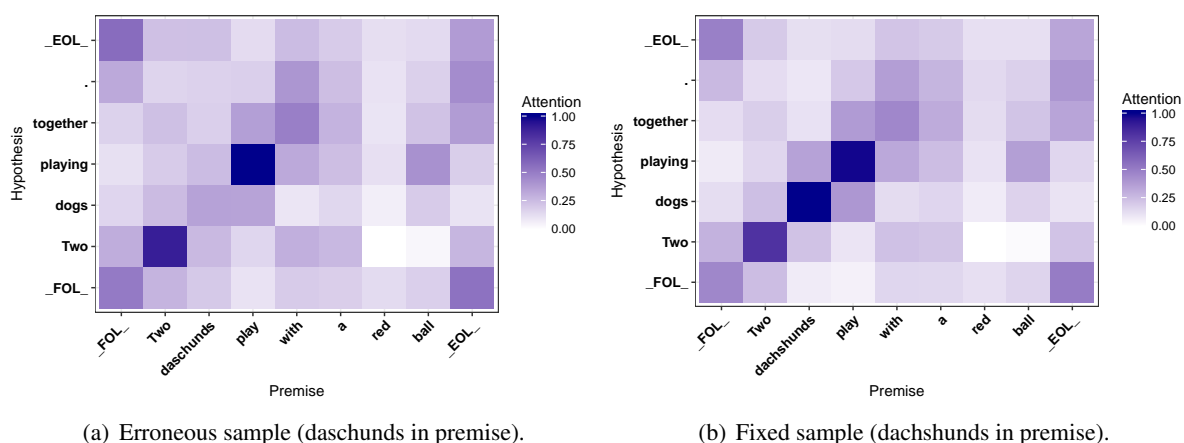 _EOL_
.
together
playing
dogs
Two
_FOL_
Hypothesis
_FOL_
Two
daschunds
play
with
a
red
ball
_EOL_
Premise
Attention
1.00
0.75
0.50
0.25
0.00
(a) Erroneous sample (daschunds in premise).
_EOL_
.
together
playing
dogs
Two
_FOL_
Hypothesis
_FOL_
Two
dachshunds
play
with
a
red
ball
_EOL_
Premise
Attention
1.00
0.75
0.50
0.25
0.00
(b) Fixed sample (dachshunds in premise).